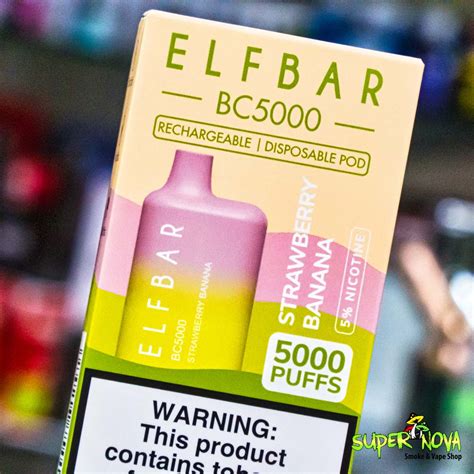 ELFBAR
BC5000
RECHARGEABLE | DISPOSABLE POD
ELFBAR
BC5000
STRAWBERRY BANANA
STRAWBERRY
BANANA
5% NICOTINE
5000
PUFFS
WARNING:
This product
contains
SUPER NOVA
Smoke & Vape Shop